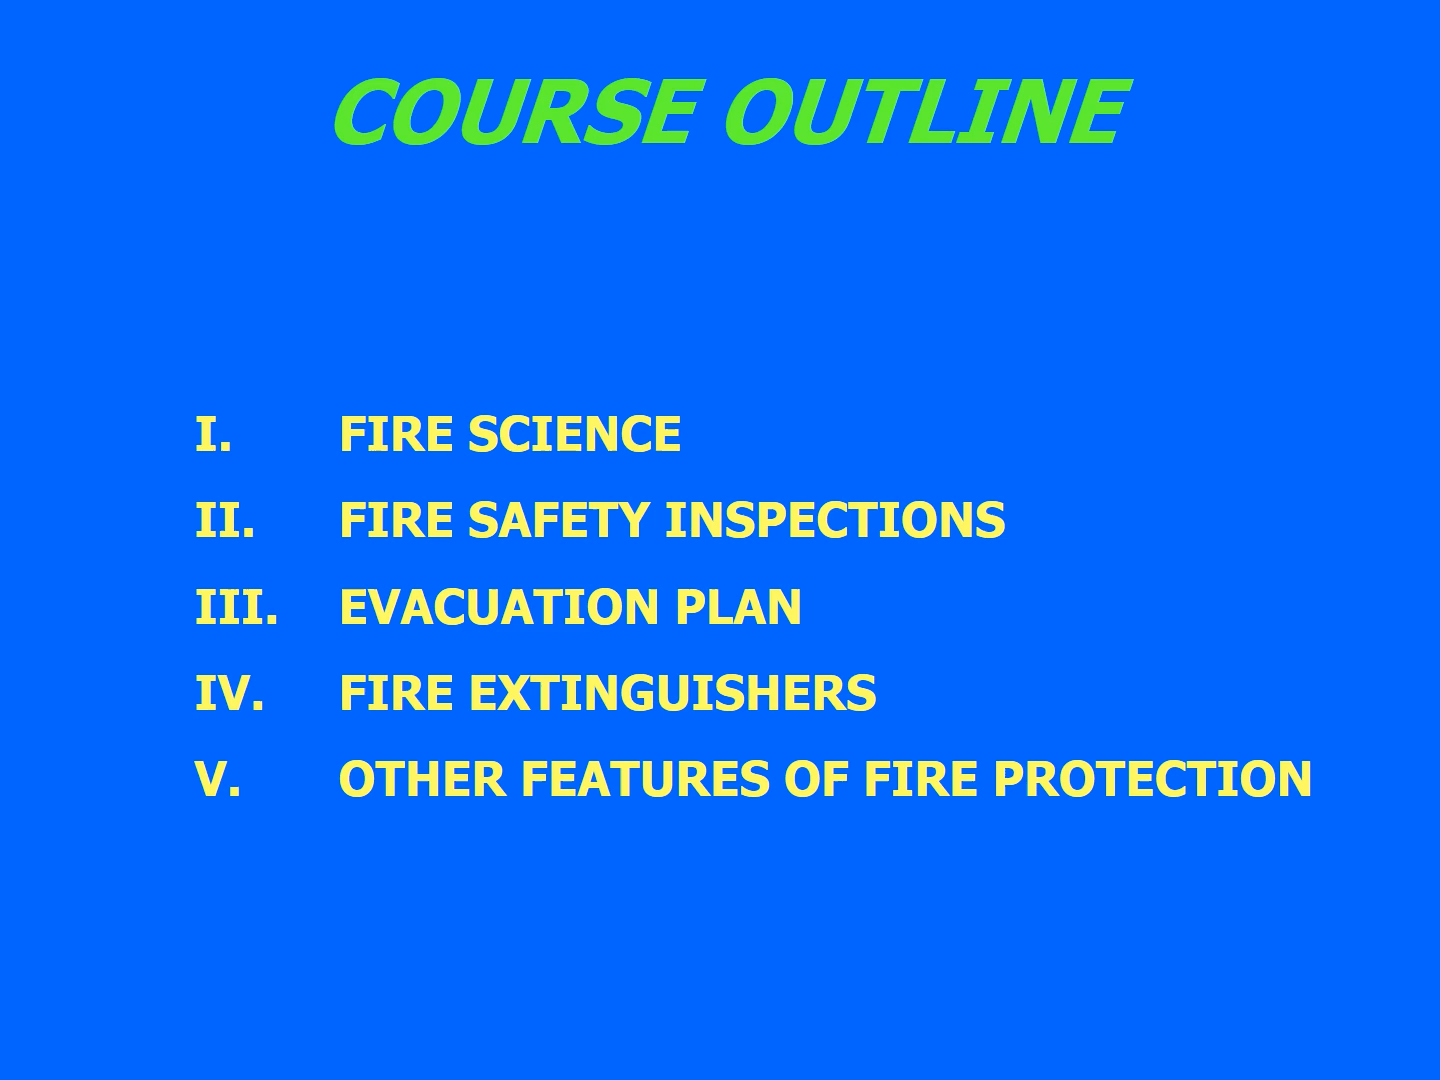 COURSE OUTLINE
I. FIRE SCIENCE
II. FIRE SAFETY INSPECTIONS
III. EVACUATION PLAN
IV. FIRE EXTINGUISHERS
V. OTHER FEATURES OF FIRE PROTECTION